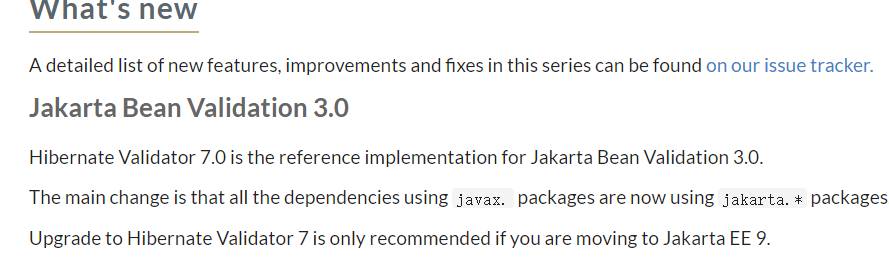 What's new
A detailed list of new features, improvements and fixes in this series can be found on our issue tracker.
Jakarta Bean Validation 3.0
Hibernate Validator 7.0 is the reference implementation for Jakarta Bean Validation 3.0.
The main change is that all the dependencies using javax. packages are now using jakarta.* packages
Upgrade to Hibernate Validator 7 is only recommended if you are moving to Jakarta EE 9.